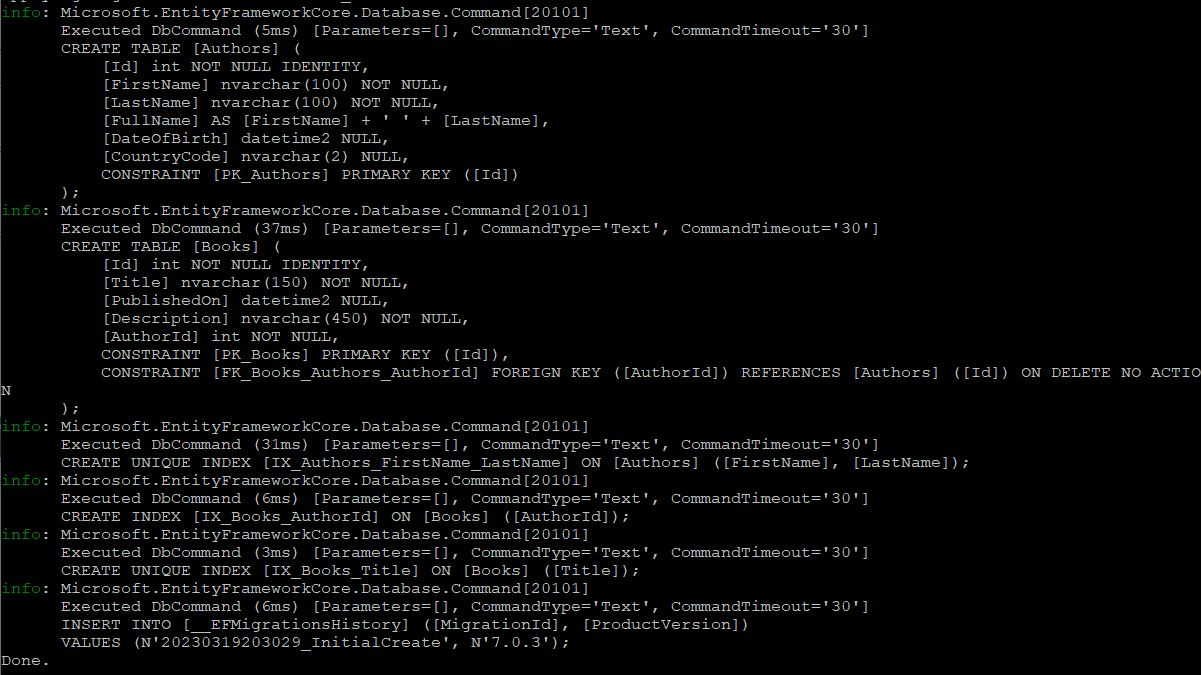 info: Microsoft.EntityFrameworkCore.Database.Command[20101]
      Executed DbCommand (5ms) [Parameters=[], CommandType='Text', CommandTimeout='30']
      CREATE TABLE [Authors] (
          [Id] int NOT NULL IDENTITY,
          [FirstName] nvarchar(100) NOT NULL,
          [LastName] nvarchar(100) NOT NULL,
          [FullName] AS [FirstName] + ' ' + [LastName],
          [DateOfBirth] datetime2 NULL,
          [CountryCode] nvarchar(2) NULL,
          CONSTRAINT [PK_Authors] PRIMARY KEY ([Id])
      );
info: Microsoft.EntityFrameworkCore.Database.Command[20101]
      Executed DbCommand (37ms) [Parameters=[], CommandType='Text', CommandTimeout='30']
      CREATE TABLE [Books] (
          [Id] int NOT NULL IDENTITY,
          [Title] nvarchar(150) NOT NULL,
          [PublishedOn] datetime2 NULL,
          [Description] nvarchar(450) NOT NULL,
          [AuthorId] int NOT NULL,
          CONSTRAINT [PK_Books] PRIMARY KEY ([Id]),
          CONSTRAINT [FK_Books_Authors_AuthorId] FOREIGN KEY ([AuthorId]) REFERENCES [Authors] ([Id]) ON DELETE NO ACTIO
N
      );
info: Microsoft.EntityFrameworkCore.Database.Command[20101]
      Executed DbCommand (31ms) [Parameters=[], CommandType='Text', CommandTimeout='30']
      CREATE UNIQUE INDEX [IX_Authors_FirstName_LastName] ON [Authors] ([FirstName], [LastName]);
info: Microsoft.EntityFrameworkCore.Database.Command[20101]
      Executed DbCommand (6ms) [Parameters=[], CommandType='Text', CommandTimeout='30']
      CREATE INDEX [IX_Books_AuthorId] ON [Books] ([AuthorId]);
info: Microsoft.EntityFrameworkCore.Database.Command[20101]
      Executed DbCommand (3ms) [Parameters=[], CommandType='Text', CommandTimeout='30']
      CREATE UNIQUE INDEX [IX_Books_Title] ON [Books] ([Title]);
info: Microsoft.EntityFrameworkCore.Database.Command[20101]
      Executed DbCommand (6ms) [Parameters=[], CommandType='Text', CommandTimeout='30']
      INSERT INTO [__EFMigrationsHistory] ([MigrationId], [ProductVersion])
      VALUES (N'20230319203029_InitialCreate', N'7.0.3');
Done.